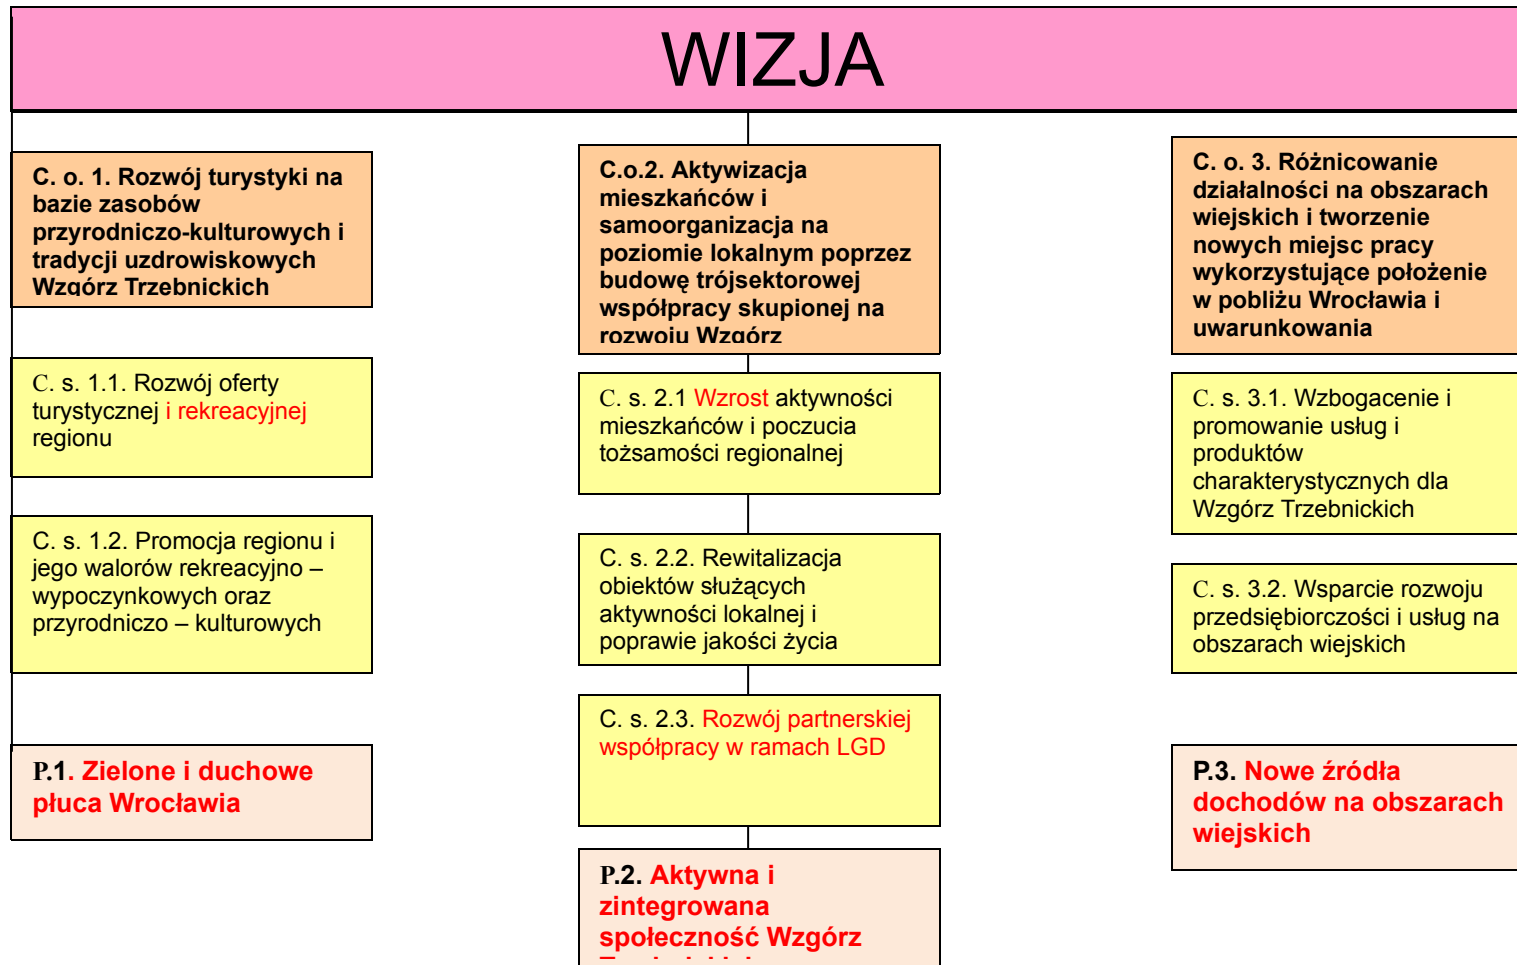 WIZJA
C. o. 1. Rozwój turystyki na
bazie zasobów
przyrodniczo-kulturowych i
tradycji uzdrowiskowych
Wzgórz Trzebnickich
C. s. 1.1. Rozwój oferty
turystycznej i rekreacyjnej
regionu
C. s. 1.2. Promocja regionu i
jego walorów rekreacyjno –
wypoczynkowych oraz
przyrodniczo – kulturowych
P.1. Zielone i duchowe
płuca Wrocławia
C.o.2. Aktywizacja
mieszkańców i
samoorganizacja na
poziomie lokalnym poprzez
budowę trójsektorowej
współpracy skupionej na
rozwoju Wzgórz
C. s. 2.1 Wzrost aktywności
mieszkańców i poczucia
tożsamości regionalnej
C. s. 2.2. Rewitalizacja
obiektów służących
aktywności lokalnej i
poprawie jakości życia
C. s. 2.3. Rozwój partnerskiej
współpracy w ramach LGD
P.2. Aktywna i
zintegrowana
społeczność Wzgórz
C. o. 3. Różnicowanie
działalności na obszarach
wiejskich i tworzenie
nowych miejsc pracy
wykorzystujące położenie
w pobliżu Wrocławia i
uwarunkowania
C. s. 3.1. Wzbogacenie i
promowanie usług i
produktów
charakterystycznych dla
Wzgórz Trzebnickich
C. s. 3.2. Wsparcie rozwoju
przedsiębiorczości i usług na
obszarach wiejskich
P.3. Nowe źródła
dochodów na obszarach
wiejskich